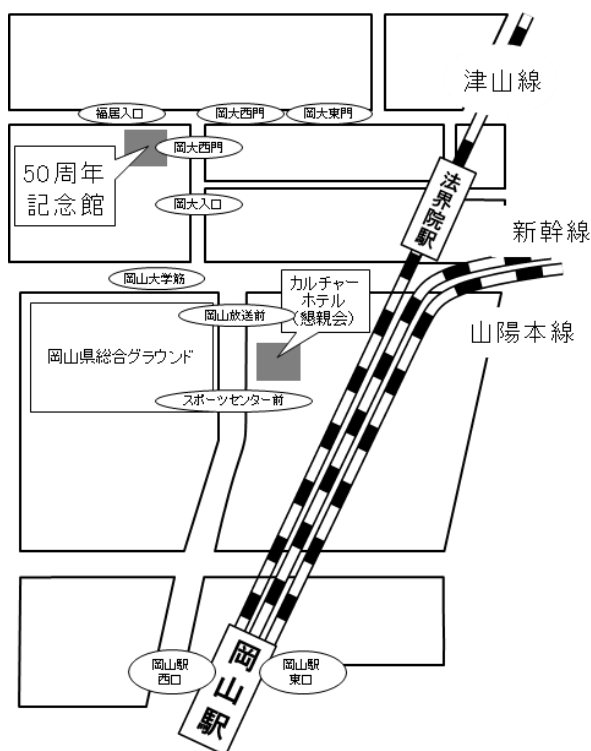 津山線
福居入口
岡大西門
岡大東門
岡大西門
50周年
記念館
法界院駅
岡大入口
新幹線
岡山大学筋
カルチャー
ホテル
(懇親会)
岡山放送前
山陽本線
岡山県総合グラウンド
スポーツセンター前
岡山駅
西口
岡山駅
岡山駅
東口